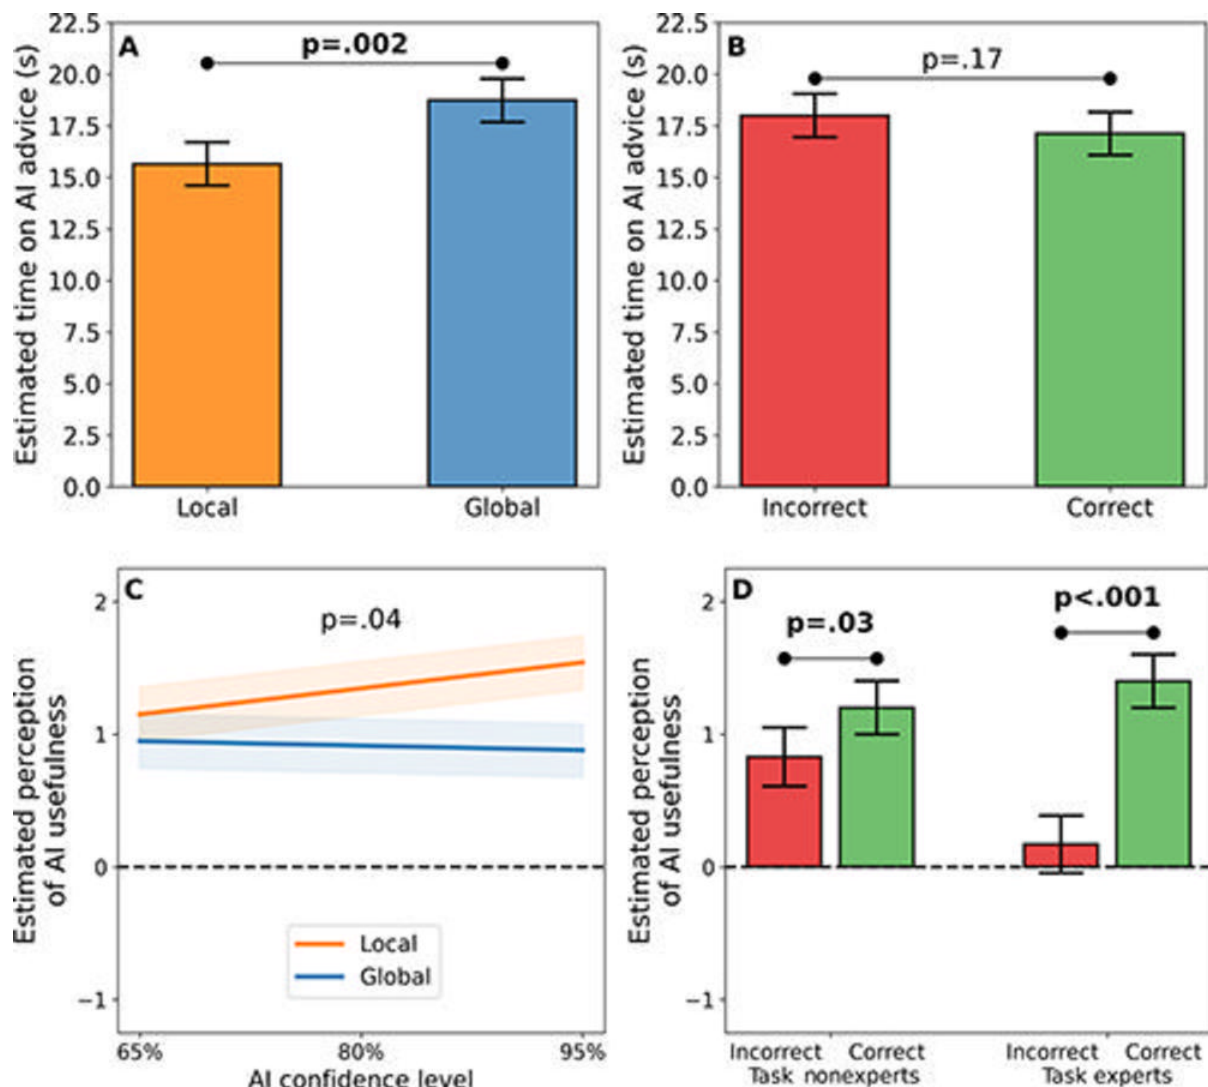 A
p=.002
Estimated time on AI advice (s)
22.5
20.0
17.5
15.0
12.5
10.0
7.5
5.0
2.5
0.0
Local
Global
B
p=.17
Estimated time on AI advice (s)
22.5
20.0
17.5
15.0
12.5
10.0
7.5
5.0
2.5
0.0
Incorrect
Correct
C
p=.04
Estimated perception
of AI usefulness
2
1
0
−1
Local
Global
65%
80%
95%
AI confidence level
D
p=.03
p<.001
Estimated perception
of AI usefulness
2
1
0
−1
Incorrect Correct
Task nonexperts
Incorrect Correct
Task experts